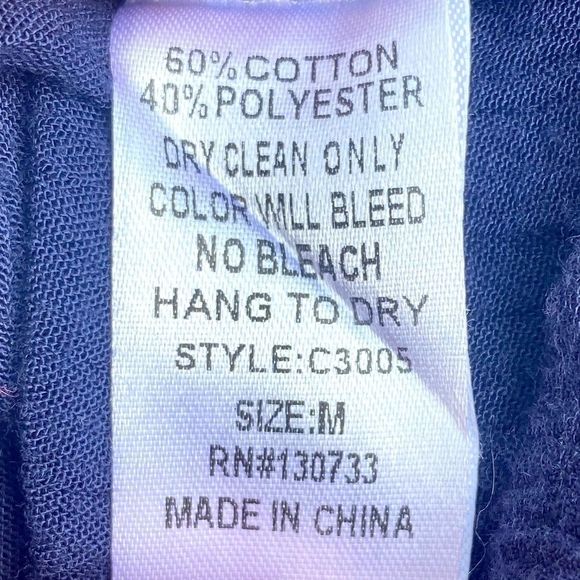 60% COTTON
40% POLYESTER
DRY CLEAN ONLY
COLOR WILL BLEED
NO BLEACH
HANG TO DRY
STYLE:C3005
SIZE:M
RN#130733
MADE IN CHINA